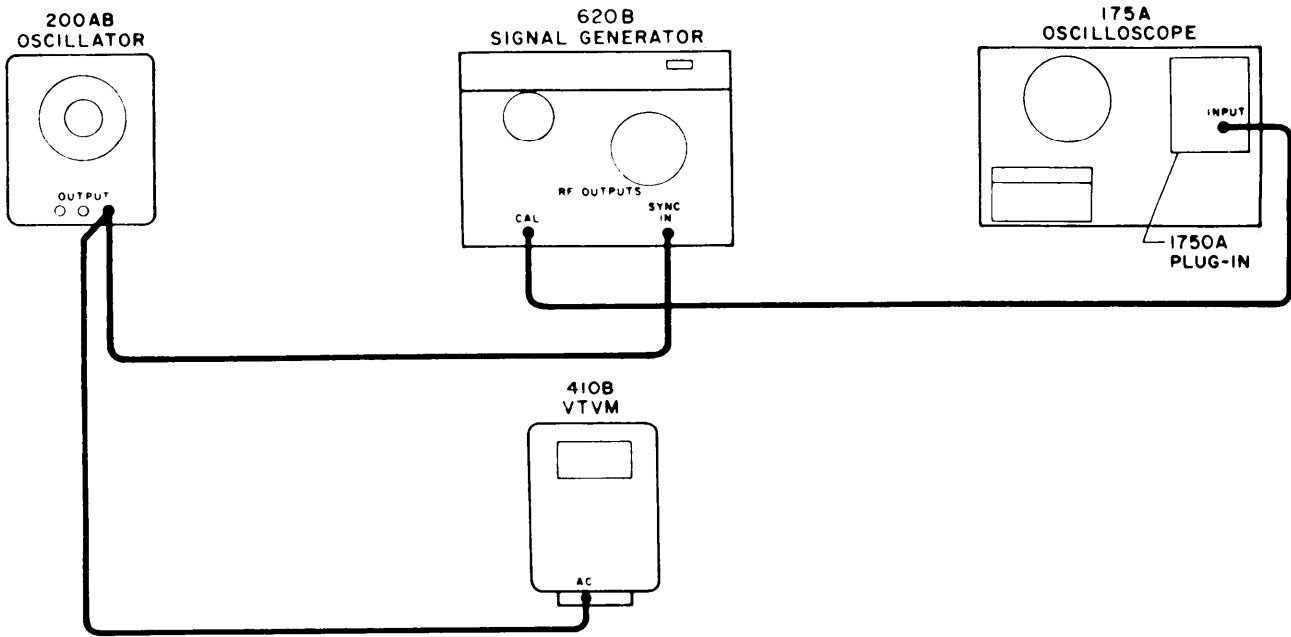 200AB
OSCILLATOR
OUTPUT
620B
SIGNAL GENERATOR
RF OUTPUTS
CAL
SYNC
IN
175A
OSCILLOSCOPE
INPUT
1750A
PLUG-IN
410B
VTVM
AC